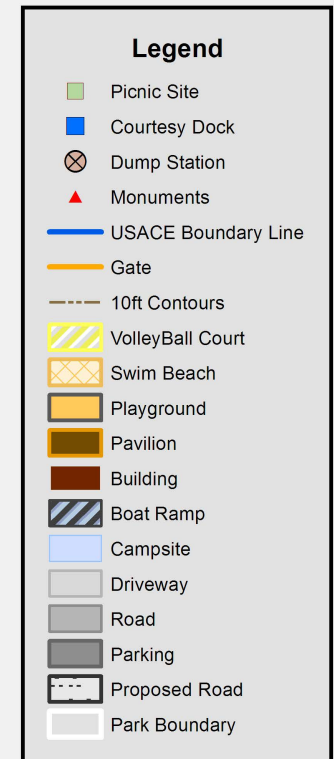 Legend
Picnic Site
Courtesy Dock
Dump Station
Monuments
USACE Boundary Line
Gate
10ft Contours
VolleyBall Court
Swim Beach
Playground
Pavilion
Building
Boat Ramp
Campsite
Driveway
Road
Parking
Proposed Road
Park Boundary